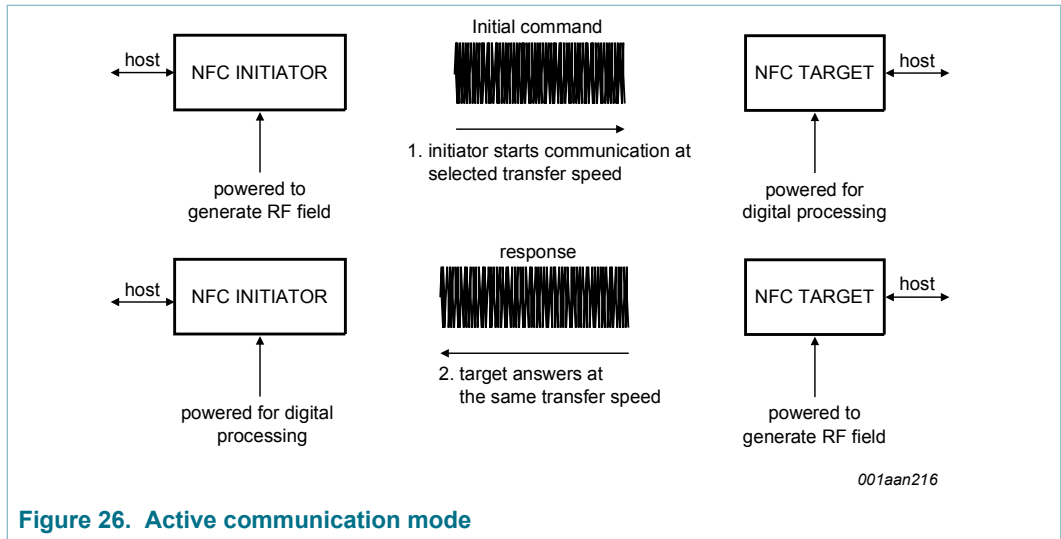 Initial command
host
NFC INITIATOR
NFC TARGET
host
1. initiator starts communication at
selected transfer speed
powered to
generate RF field
powered for
digital processing
response
host
NFC INITIATOR
NFC TARGET
host
2. target answers at
the same transfer speed
powered for digital
processing
powered to
generate RF field
001aan216
Figure 26. Active communication mode